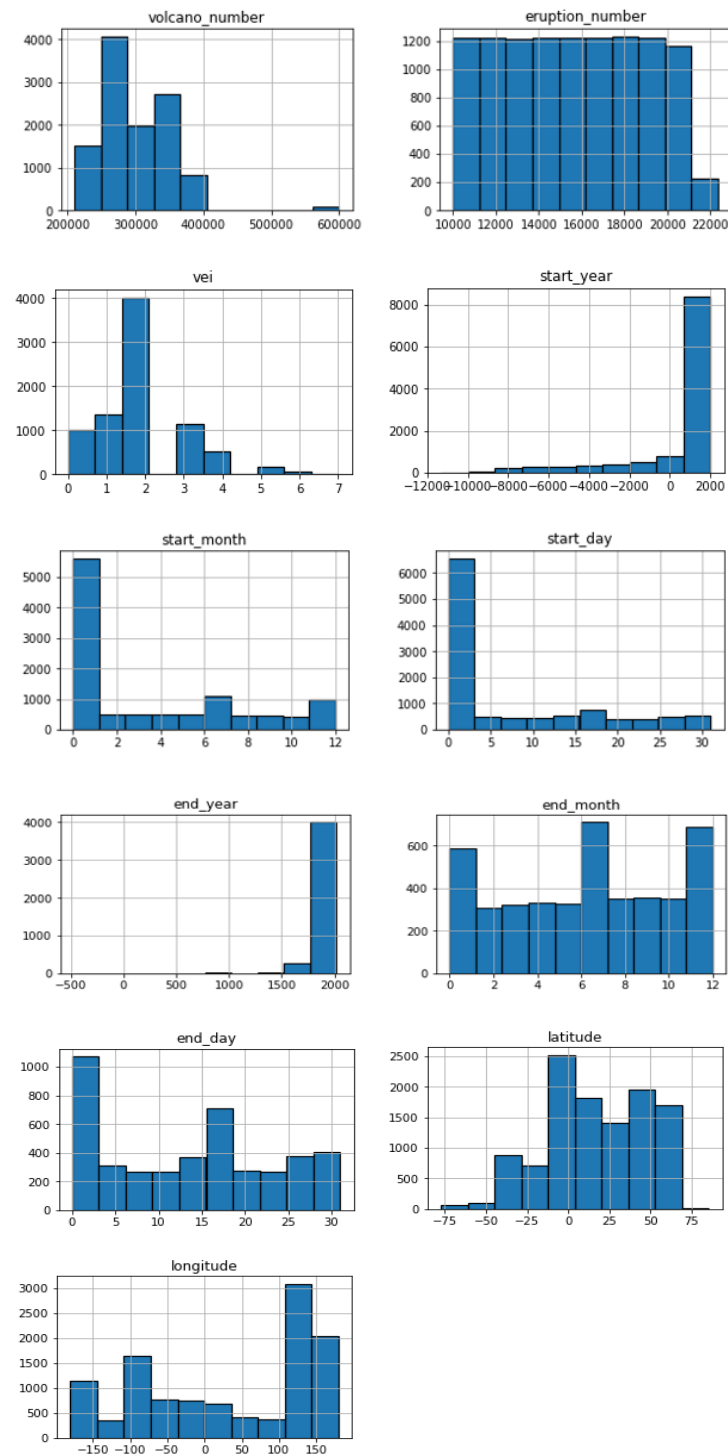 volcano_number
4000
3000
2000
1000
0
200000 300000 400000 500000 600000
eruption_number
1200
1000
800
600
400
200
0
10000 12000 14000 16000 18000 20000 22000
vei
4000
3000
2000
1000
0
0 1 2 3 4 5 6 7
start_year
8000
6000
4000
2000
0
−12000−10000 −8000 −6000 −4000 −2000 0 2000
start_month
5000
4000
3000
2000
1000
0
0 2 4 6 8 10 12
start_day
6000
5000
4000
3000
2000
1000
0
0 5 10 15 20 25 30
end_year
4000
3000
2000
1000
0
−500 0 500 1000 1500 2000
end_month
600
400
200
0
0 2 4 6 8 10 12
end_day
1000
800
600
400
200
0
0 5 10 15 20 25 30
latitude
2500
2000
1500
1000
500
0
−75 −50 −25 0 25 50 75
longitude
3000
2500
2000
1500
1000
500
0
−150 −100 −50 0 50 100 150